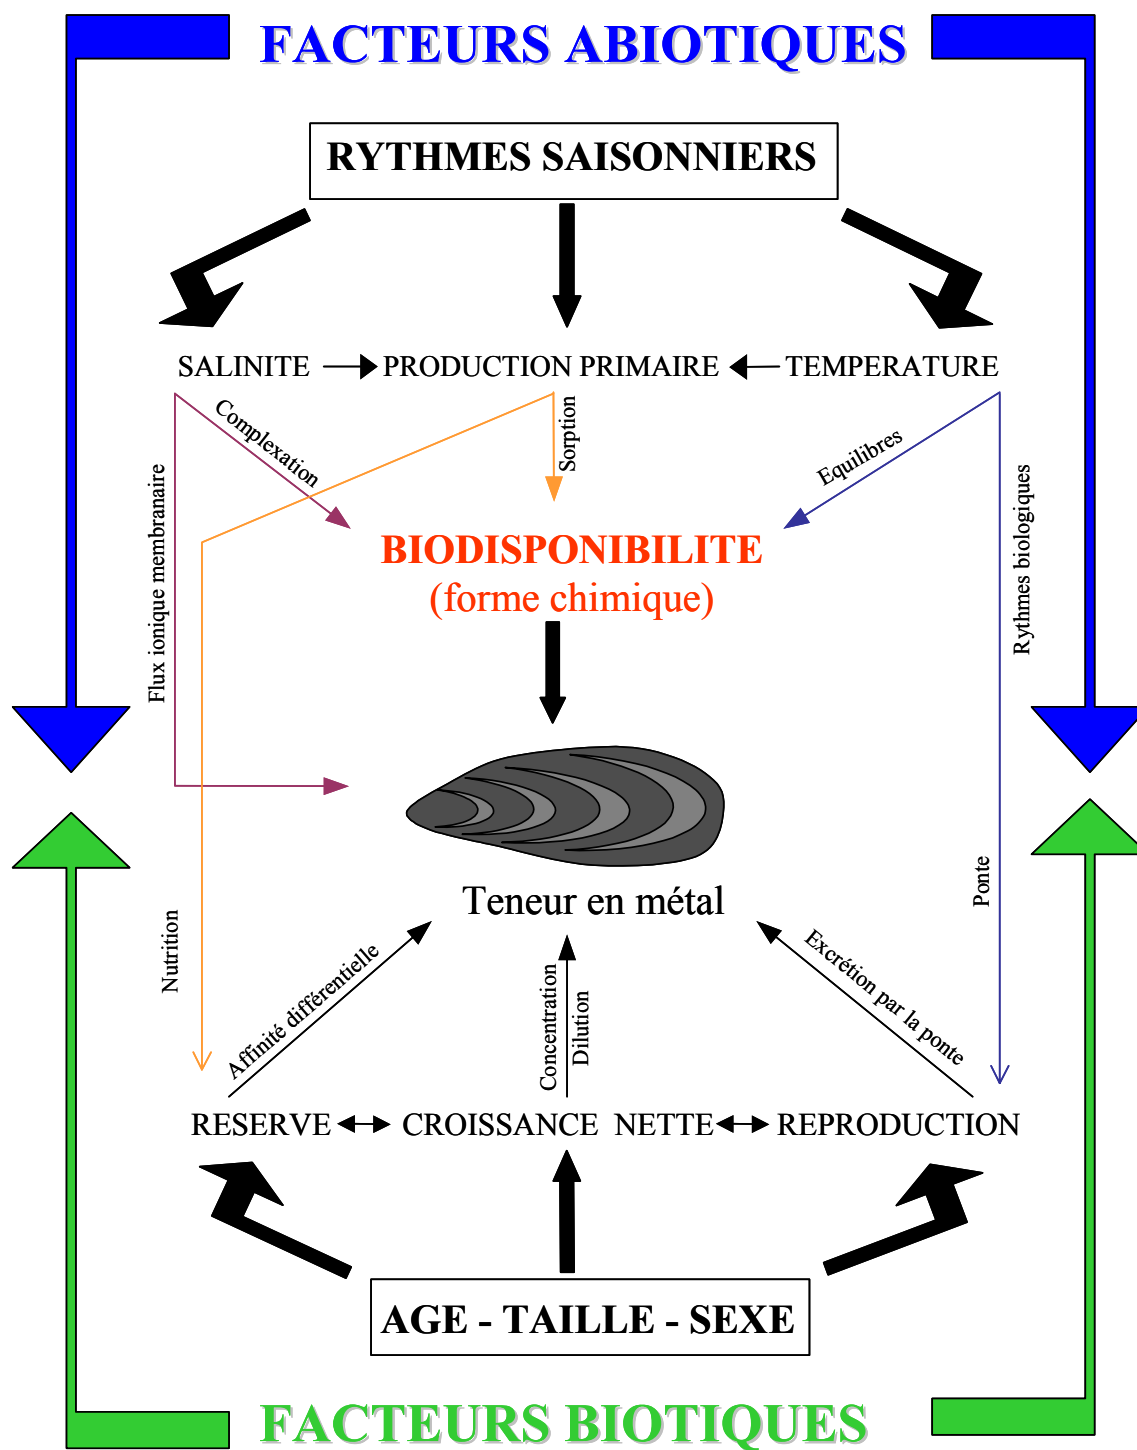 FACTEURS ABIOTIQUES
RYTHMES SAISONNIERS
SALINITE PRODUCTION PRIMAIRE TEMPERATURE
Complexation
Sorption
Equilibres
Flux ionique membranaire
Rythmes biologiques
BIODISPONIBILITE
(forme chimique)
Teneur en métal
Nutrition
Affinité différentielle
Concentration
Dilution
Excrétion par la ponte
Ponte
RESERVE CROISSANCE NETTE REPRODUCTION
AGE - TAILLE - SEXE
FACTEURS BIOTIQUES